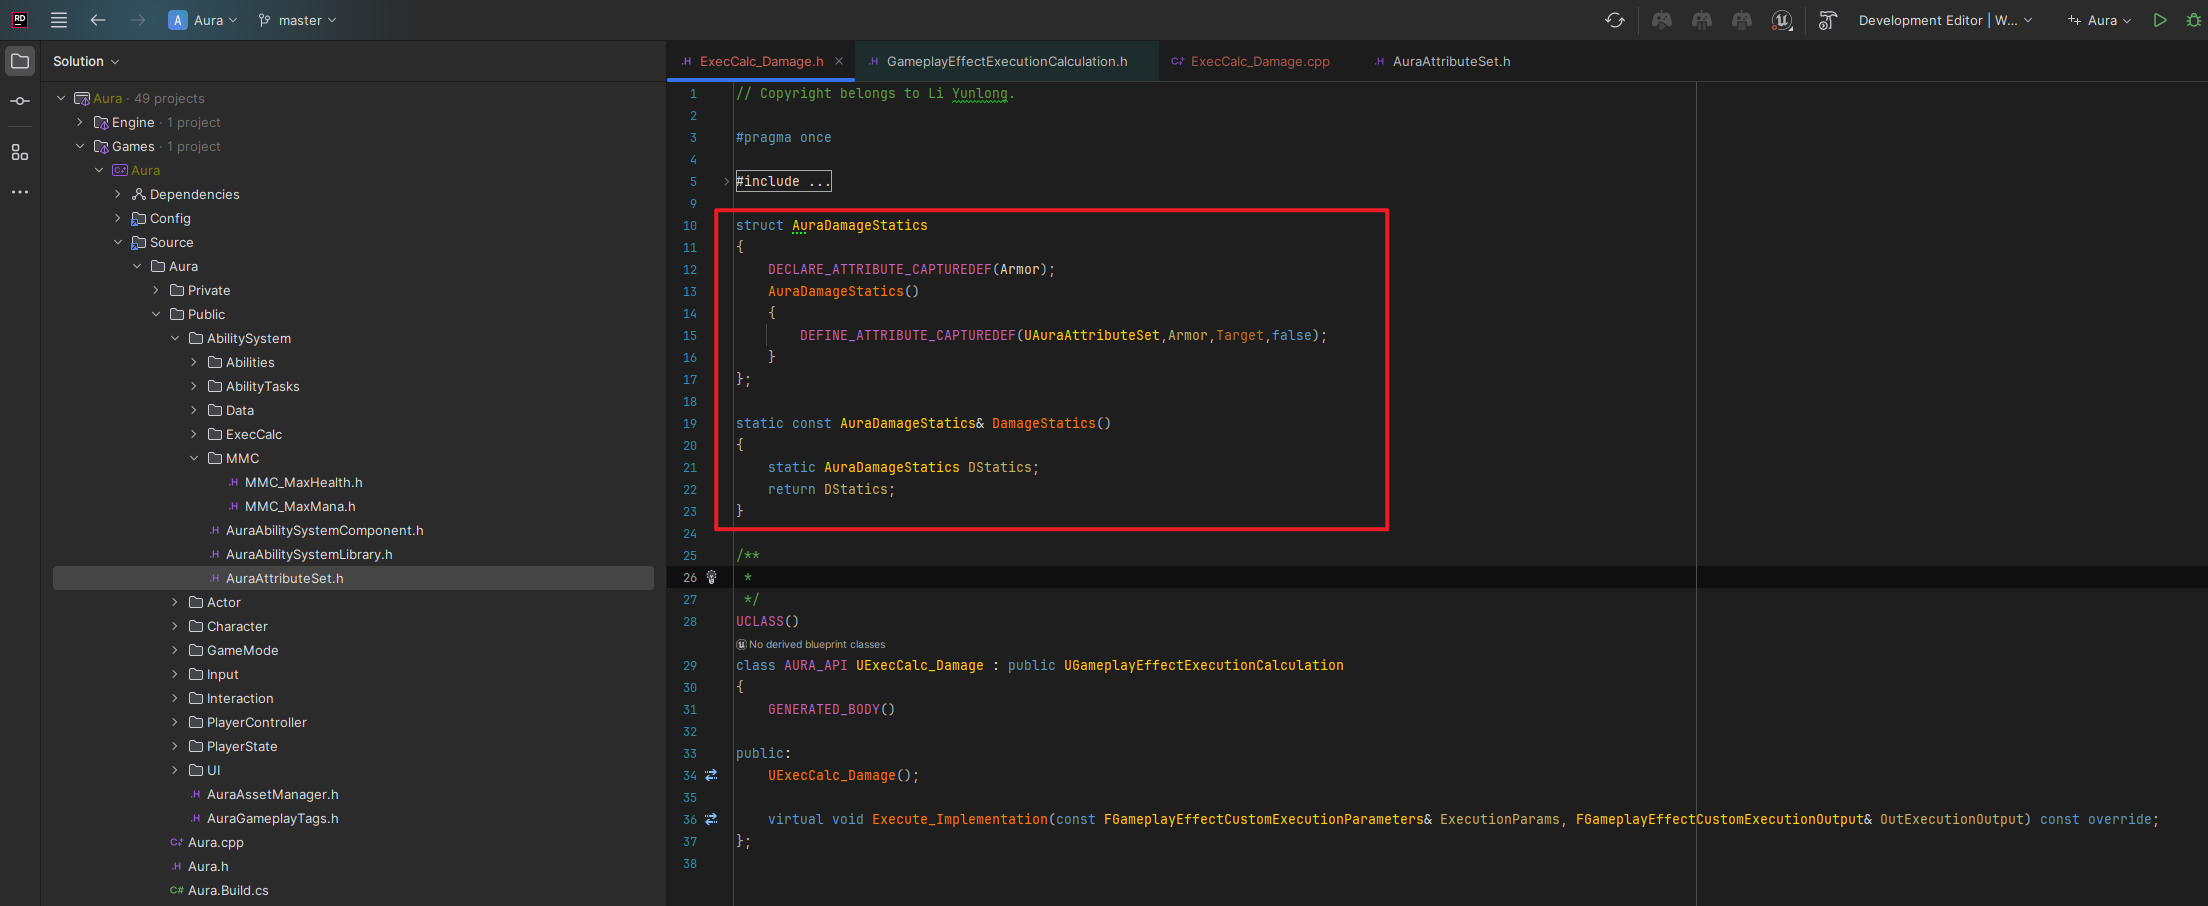 RD
A Aura
master
Development Editor | W...
Aura
Solution
ExecCalc_Damage.h
GameplayEffectExecutionCalculation.h
ExecCalc_Damage.cpp
AuraAttributeSet.h
Aura · 49 projects
Engine · 1 project
Games · 1 project
Aura
Dependencies
Config
Source
Aura
Private
Public
AbilitySystem
Abilities
AbilityTasks
Data
ExecCalc
MMC
MMC_MaxHealth.h
MMC_MaxMana.h
AuraAbilitySystemComponent.h
AuraAbilitySystemLibrary.h
AuraAttributeSet.h
Actor
Character
GameMode
Input
Interaction
PlayerController
PlayerState
UI
AuraAssetManager.h
AuraGameplayTags.h
Aura.cpp
Aura.h
C# Aura.Build.cs
1 // Copyright belongs to Li Yunlong.
2
3 #pragma once
4
5 #include ...
9
10 struct AuraDamageStatics
11 {
12 DECLARE_ATTRIBUTE_CAPTUREDEF(Armor);
13 AuraDamageStatics()
14 {
15 DEFINE_ATTRIBUTE_CAPTUREDEF(UAuraAttributeSet,Armor,Target,false);
16 }
17 };
18
19 static const AuraDamageStatics& DamageStatics()
20 {
21 static AuraDamageStatics DStatics;
22 return DStatics;
23 }
24
25 /**
26 *
27 */
28 UCLASS()
No derived blueprint classes
29 class AURA_API UExecCalc_Damage : public UGameplayEffectExecutionCalculation
30 {
31 GENERATED_BODY()
32
33 public:
34 UExecCalc_Damage();
35
36 virtual void Execute_Implementation(const FGameplayEffectCustomExecutionParameters& ExecutionParams, FGameplayEffectCustomExecutionOutput& OutExecutionOutput) const override;
37 };
38